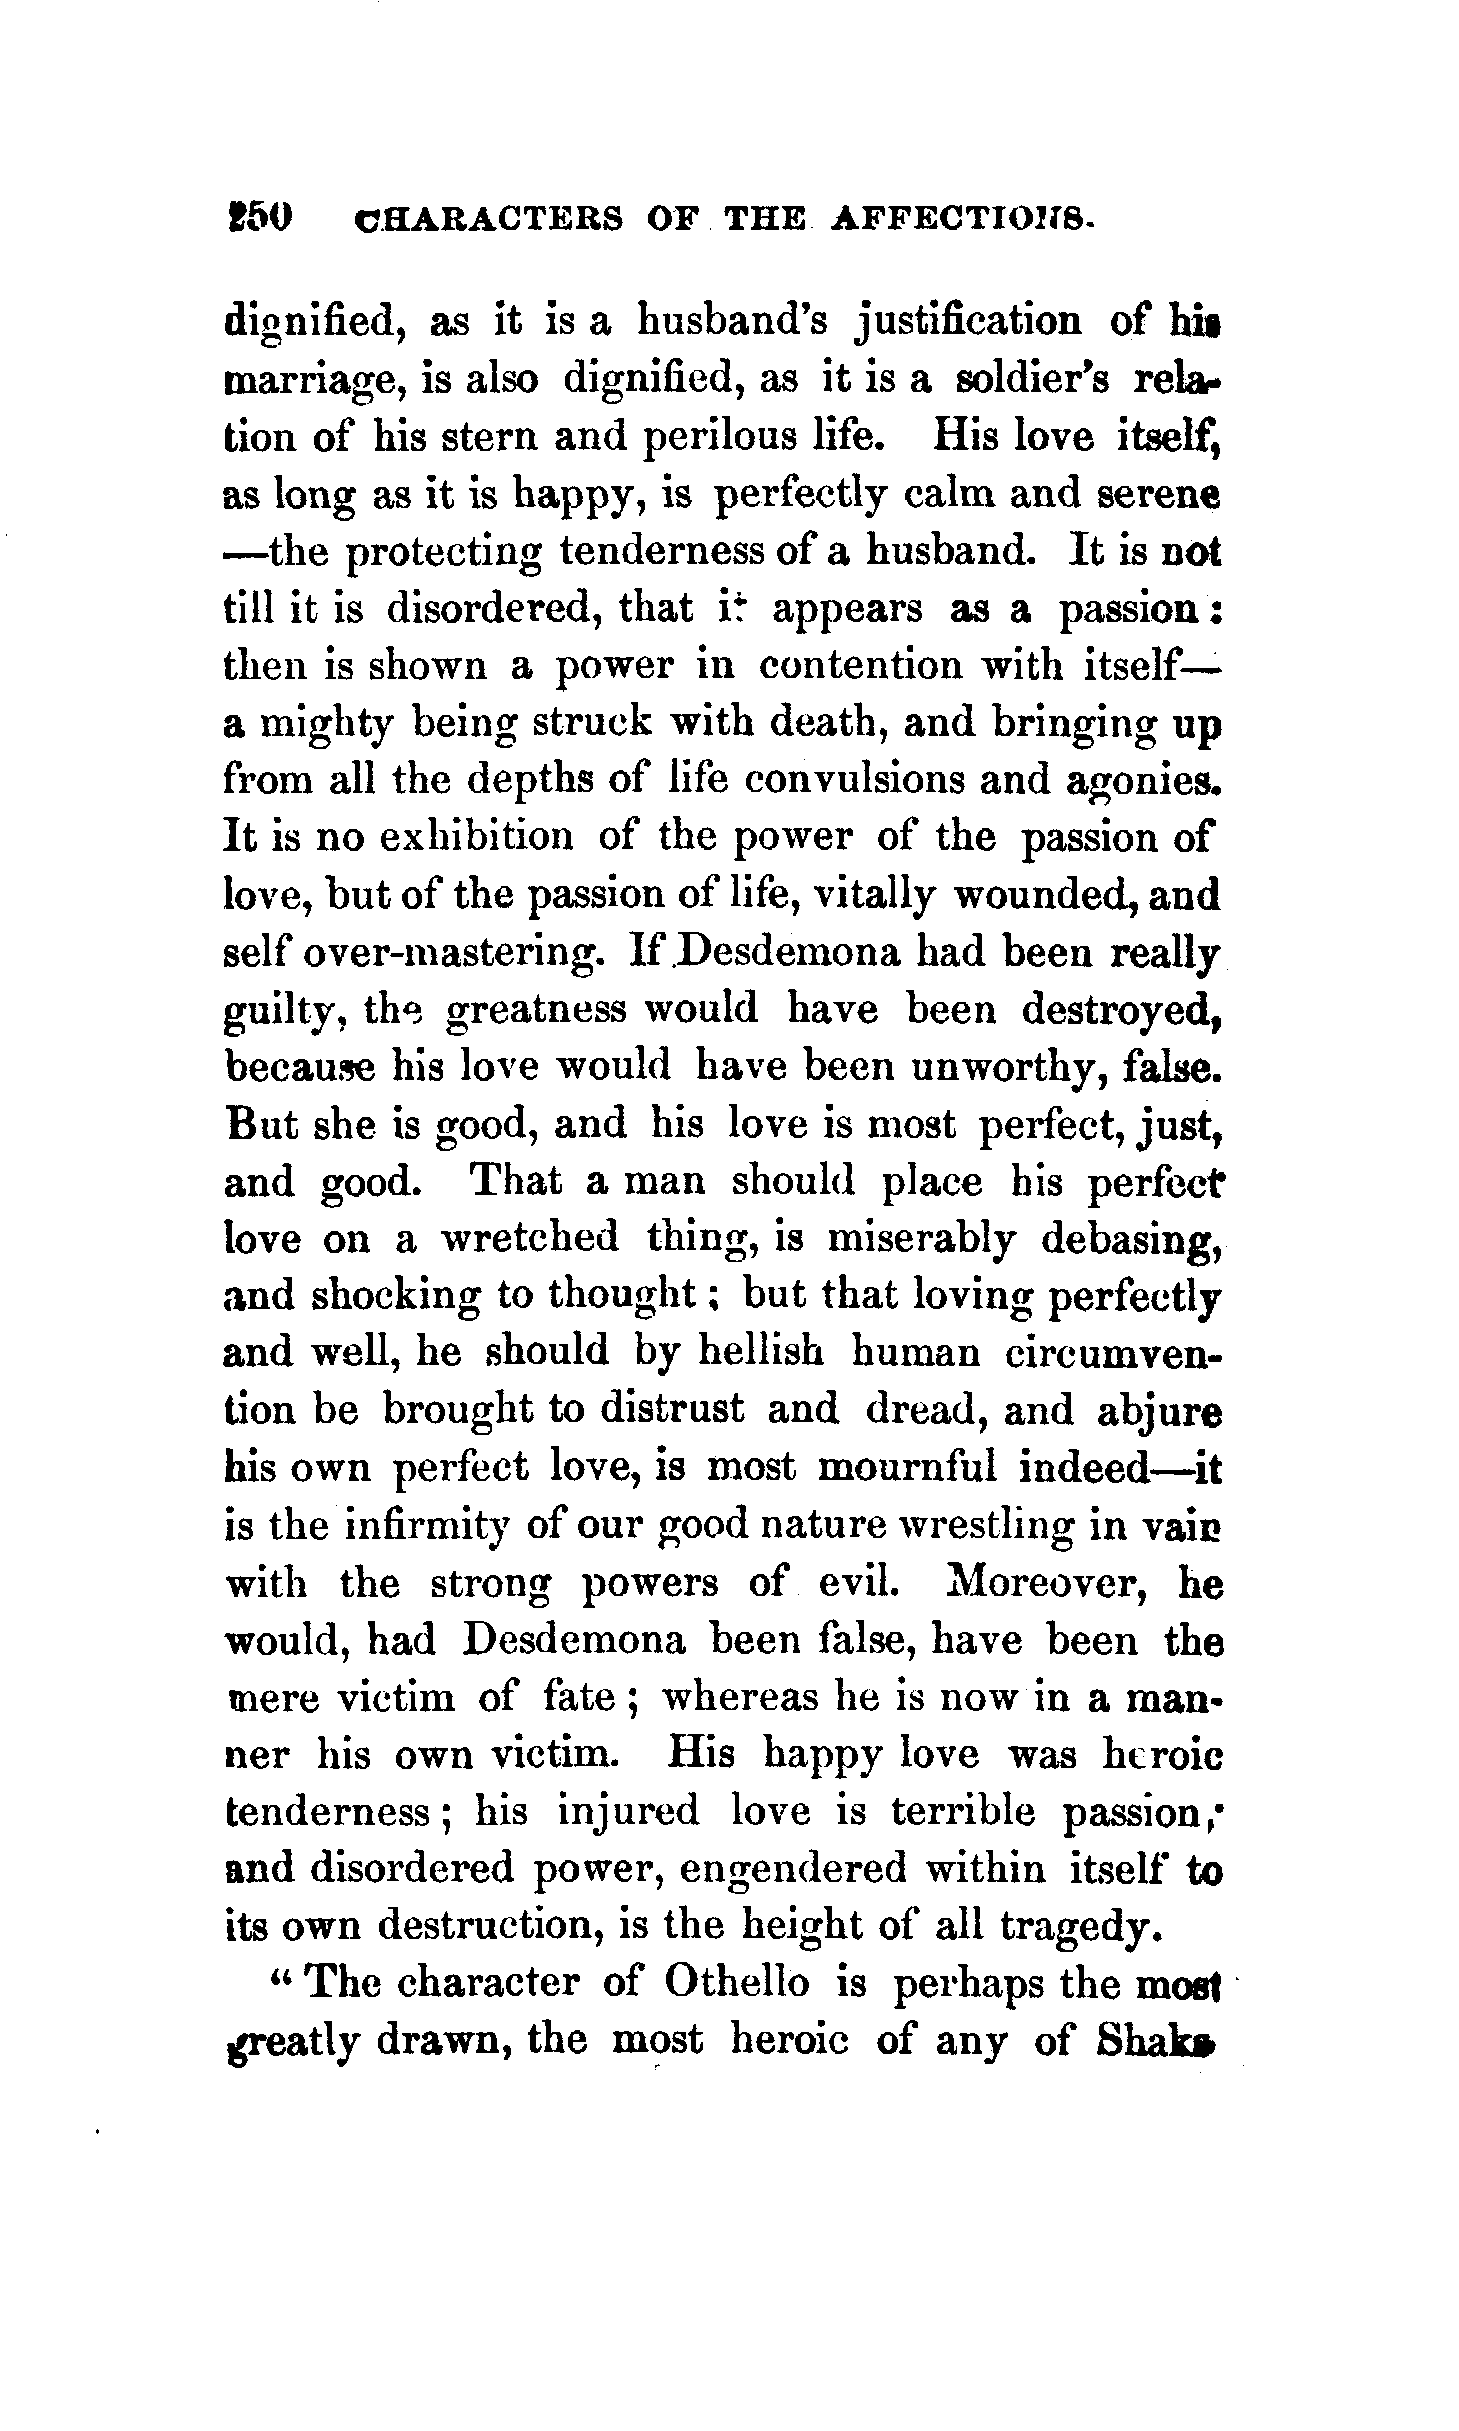 250 CHARACTERS OF THE AFFECTIONS.
dignified, as it is a husband's justification of his
marriage, is also dignified, as it is a soldier's rela-
tion of his stern and perilous life. His love itself,
as long as it is happy, is perfectly calm and serene
—the protecting tenderness of a husband. It is not
till it is disordered, that it appears as a passion:
then is shown a power in contention with itself—
a mighty being struck with death, and bringing up
from all the depths of life convulsions and agonies.
It is no exhibition of the power of the passion of
love, but of the passion of life, vitally wounded, and
self over-mastering. If Desdemona had been really
guilty, the greatness would have been destroyed,
because his love would have been unworthy, false.
But she is good, and his love is most perfect, just,
and good. That a man should place his perfect
love on a wretched thing, is miserably debasing,
and shocking to thought; but that loving perfectly
and well, he should by hellish human circumven-
tion be brought to distrust and dread, and abjure
his own perfect love, is most mournful indeed—it
is the infirmity of our good nature wrestling in vain
with the strong powers of evil. Moreover, he
would, had Desdemona been false, have been the
mere victim of fate; whereas he is now in a man-
ner his own victim. His happy love was heroic
tenderness; his injured love is terrible passion;
and disordered power, engendered within itself to
its own destruction, is the height of all tragedy.
"The character of Othello is perhaps the most
greatly drawn, the most heroic of any of Shaks